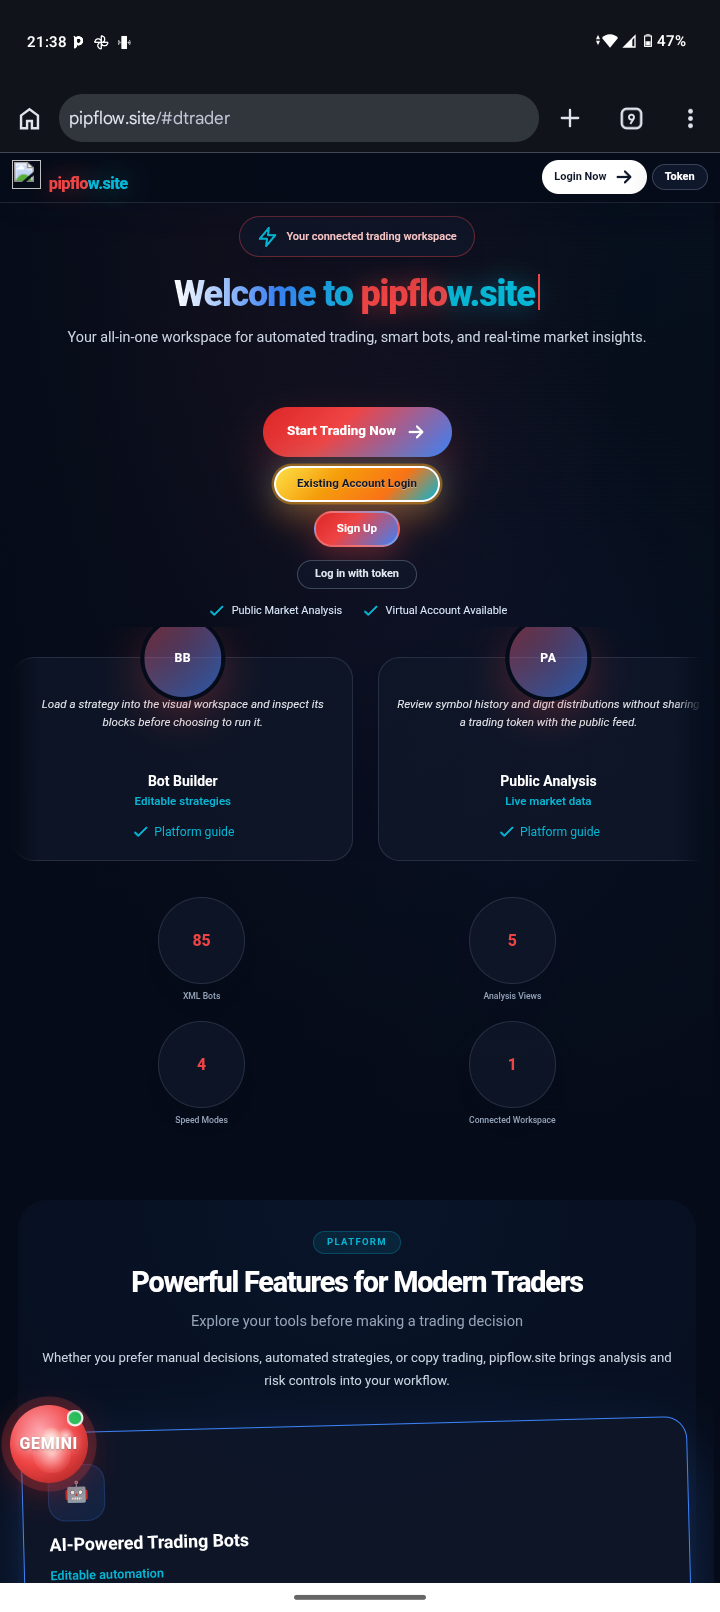 21:38
47%
pipflow.site/#dtrader
9
pipflow.site
Login Now
Token
Your connected trading workspace
Welcome to pipflow.site
Your all-in-one workspace for automated trading, smart bots, and real-time market insights.
Start Trading Now
Existing Account Login
Sign Up
Log in with token
Public Market Analysis
Virtual Account Available
BB
Load a strategy into the visual workspace and inspect its
blocks before choosing to run it.
Bot Builder
Editable strategies
Platform guide
PA
Review symbol history and digit distributions without sharing
a trading token with the public feed.
Public Analysis
Live market data
Platform guide
85
XML Bots
5
Analysis Views
4
Speed Modes
1
Connected Workspace
PLATFORM
Powerful Features for Modern Traders
Explore your tools before making a trading decision
Whether you prefer manual decisions, automated strategies, or copy trading, pipflow.site brings analysis and
risk controls into your workflow.
GEMINI
AI-Powered Trading Bots
Editable automation